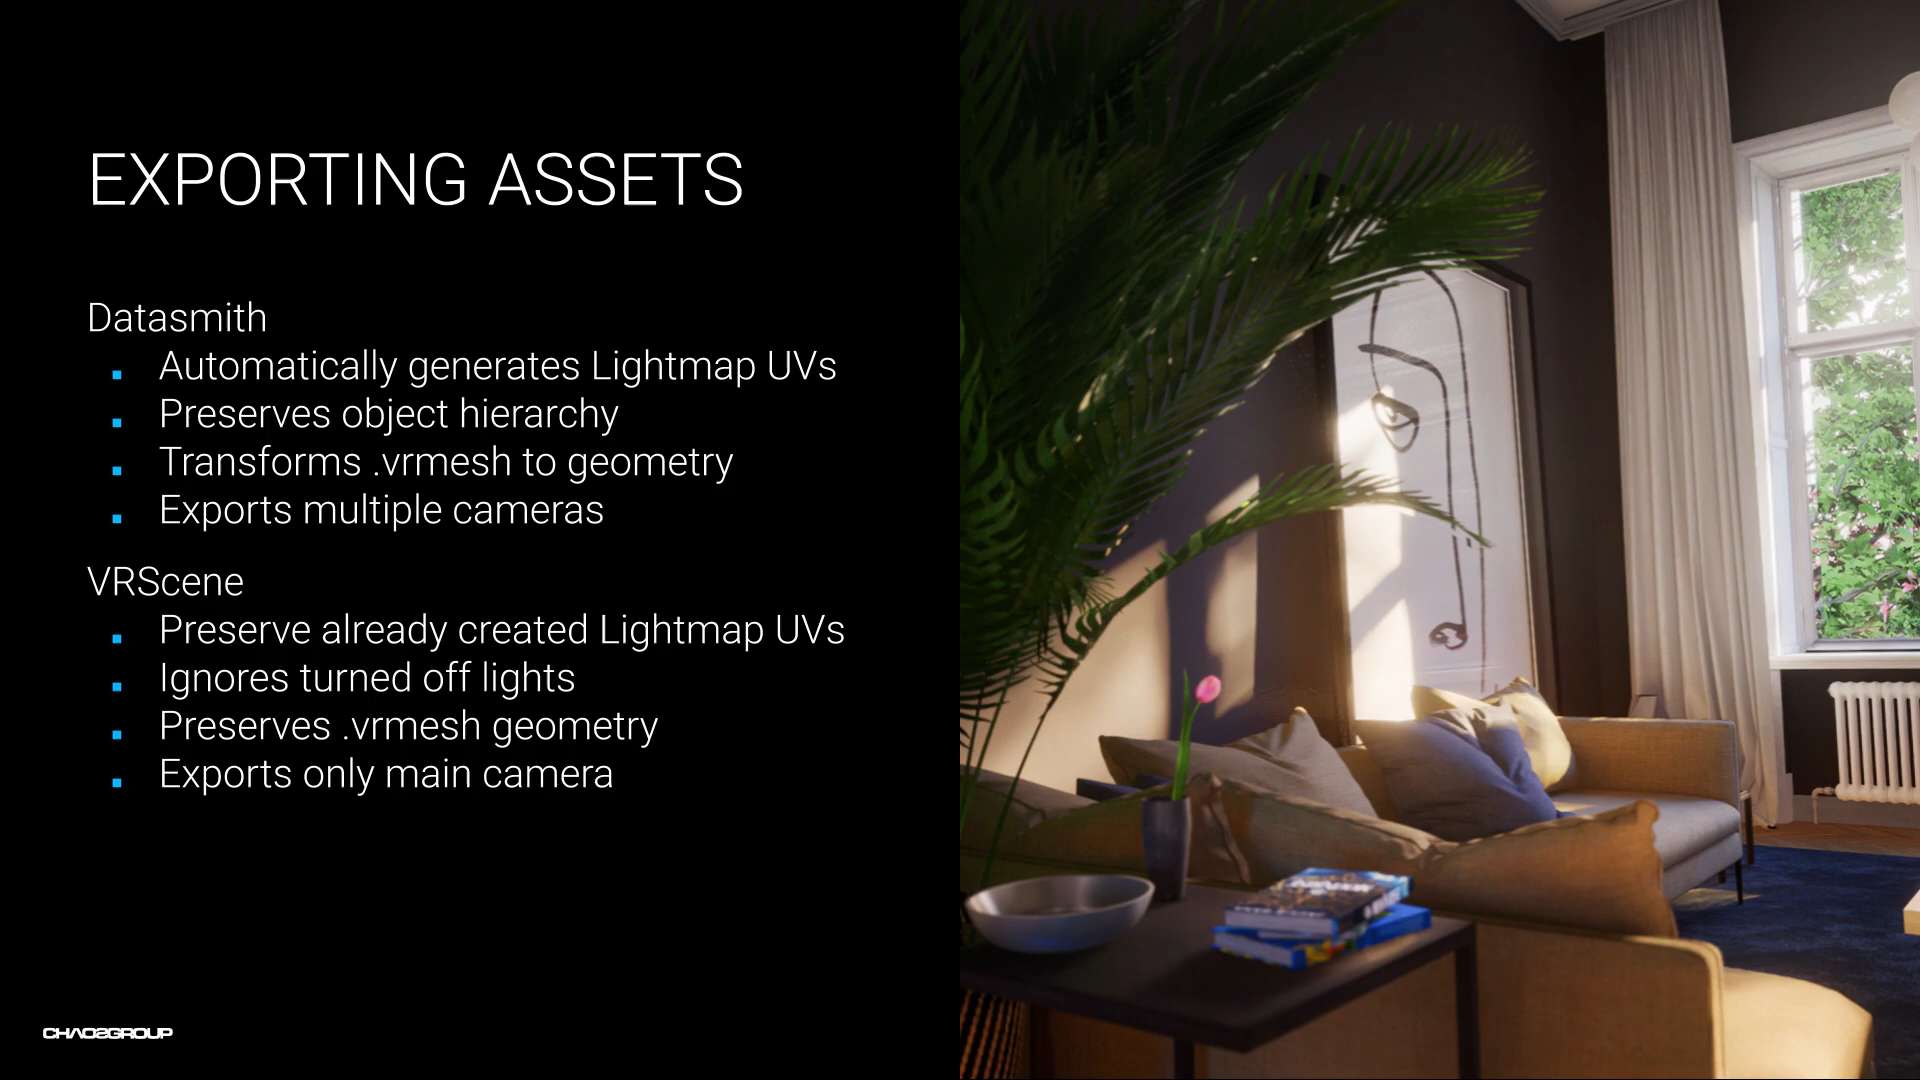 EXPORTING ASSETS
Datasmith
Automatically generates Lightmap UVs
Preserves object hierarchy
Transforms .vrmesh to geometry
Exports multiple cameras
VRScene
Preserve already created Lightmap UVs
Ignores turned off lights
Preserves .vrmesh geometry
Exports only main camera
CHAOSGROUP